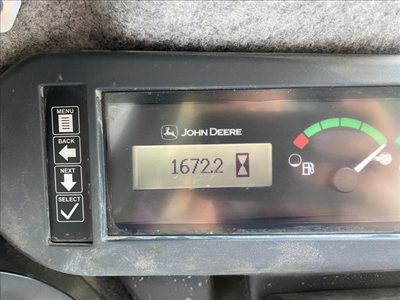 MENU
BACK
NEXT
SELECT
JOHN DEERE
1672.2